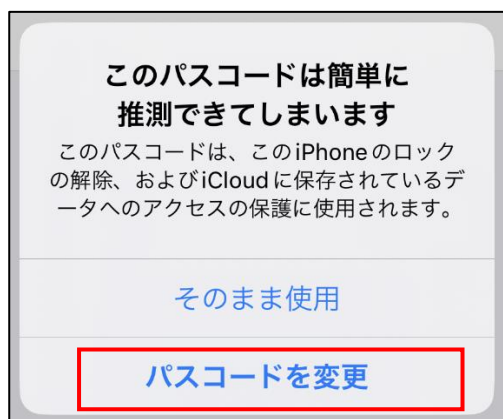 このパスコードは簡単に
推測できてしまいます
このパスコードは、このiPhoneのロック
の解除、およびiCloudに保存されているデ
ータへのアクセスの保護に使用されます。
そのまま使用
パスコードを変更